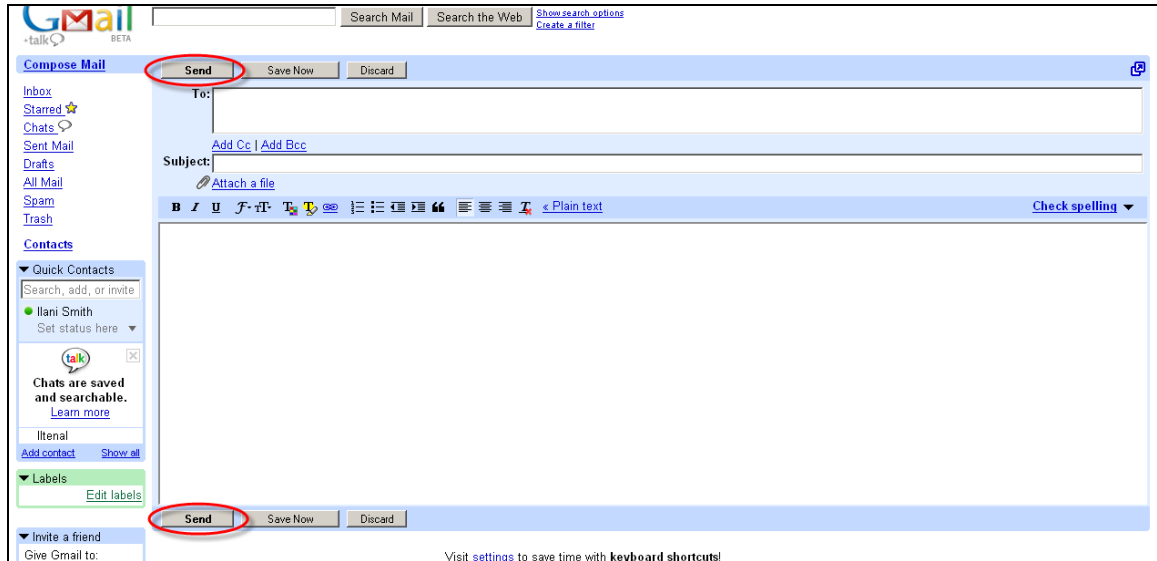 GMail
+talk BETA
Search Mail Search the Web Show search options
Create a filter
Compose Mail
Inbox
Starred
Chats
Sent Mail
Drafts
All Mail
Spam
Trash
Contacts
Quick Contacts
Search, add, or invite
Ilani Smith
Set status here
talk
Chats are saved
and searchable.
Learn more
Iltenal
Add contact Show all
Labels
Edit labels
Invite a friend
Give Gmail to:
Send Save Now Discard
To:
Add Cc | Add Bcc
Subject:
Attach a file
B I U F TT T T « Plain text Check spelling
Send Save Now Discard
Visit settings to save time with keyboard shortcuts!